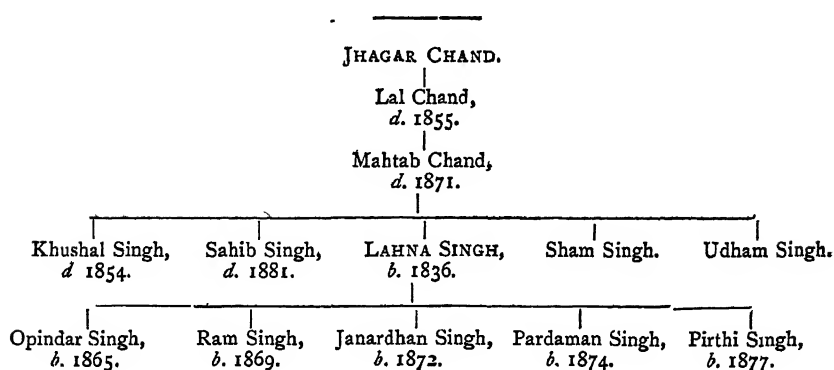 JHAGAR CHAND.
Lal Chand,
d. 1855.
Mahtab Chand,
d. 1871.
Khushal Singh, Sahib Singh, LAHNA SINGH, Sham Singh. Udham Singh.
d 1854. d. 1881. b. 1836.
Opindar Singh, Ram Singh, Janardhan Singh, Pardaman Singh, Pirthi Singh,
b. 1865. b. 1869. b. 1872. b. 1874. b. 1877.